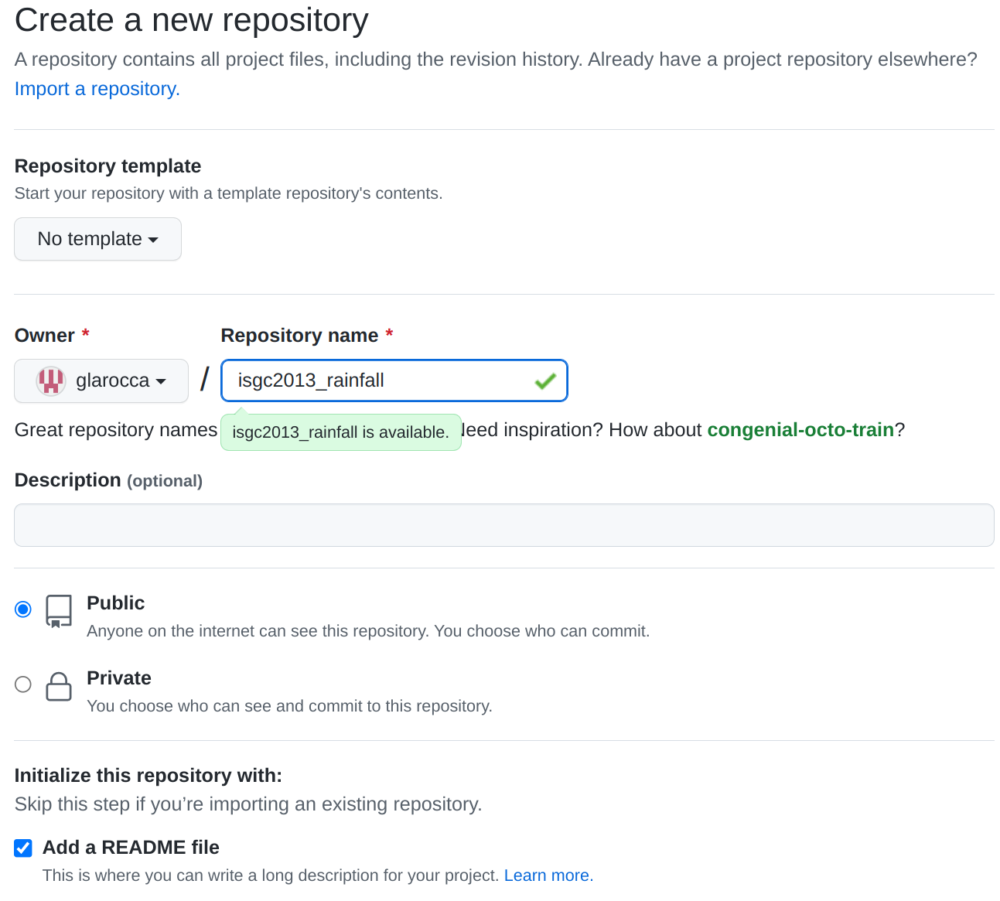 Create a new repository
A repository contains all project files, including the revision history. Already have a project repository elsewhere?
Import a repository.
Repository template
Start your repository with a template repository's contents.
No template
Owner * Repository name *
glarocca / isgc2013_rainfall
Great repository names isgc2013_rainfall is available. Need inspiration? How about congenial-octo-train?
Description (optional)
Public
Anyone on the internet can see this repository. You choose who can commit.
Private
You choose who can see and commit to this repository.
Initialize this repository with:
Skip this step if you’re importing an existing repository.
Add a README file
This is where you can write a long description for your project. Learn more.